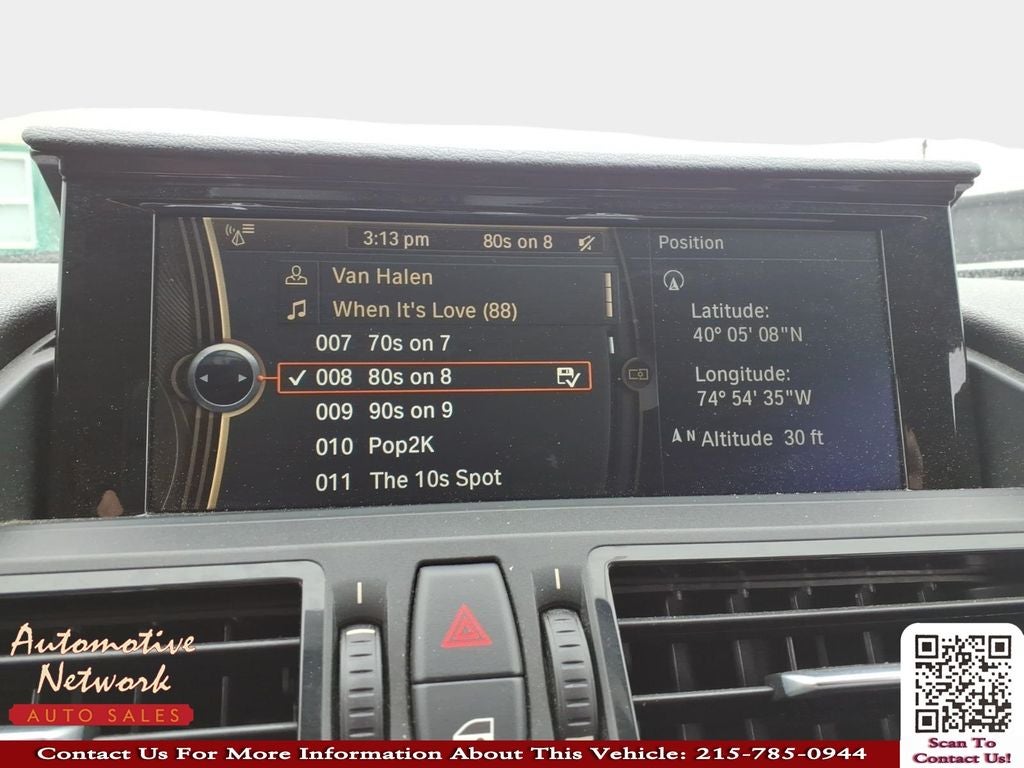 3:13 pm 80s on 8
Van Halen
When It's Love (88)
007 70s on 7
008 80s on 8
009 90s on 9
010 Pop2K
011 The 10s Spot
Position
Latitude:
40° 05' 08"N
Longitude:
74° 54' 35"W
N Altitude 30 ft
Automotive
Network
AUTO SALES
Scan To
Contact Us!
Contact Us For More Information About This Vehicle: 215-785-0944